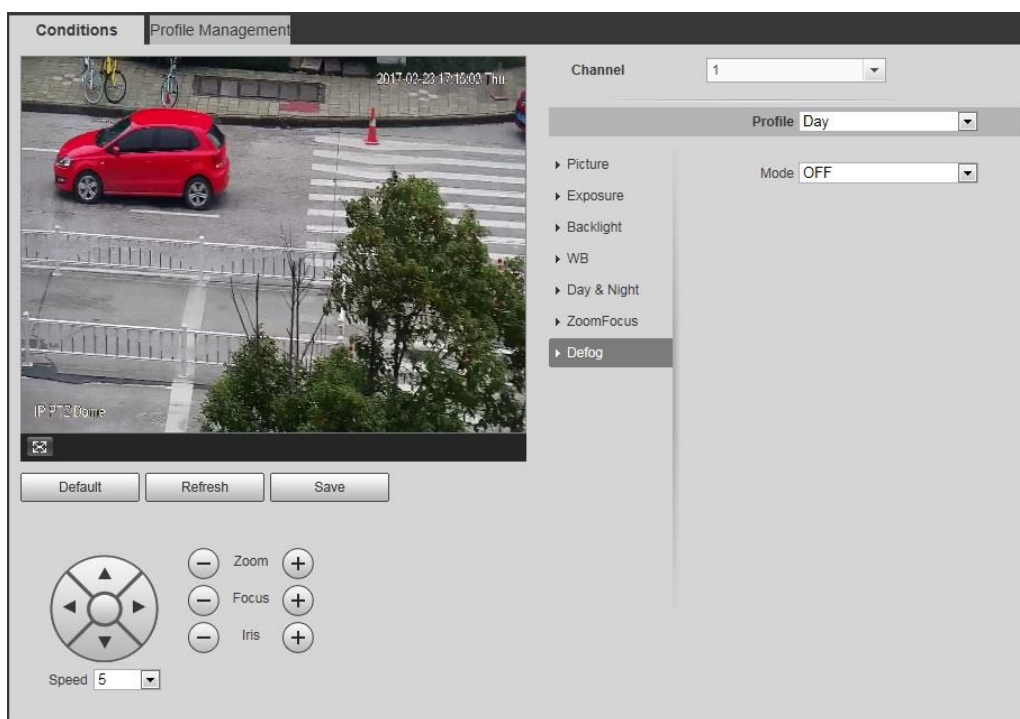 Conditions
Profile Management
2017-02-23 17:16:03 Thu
IP PTZ Dome
Default
Refresh
Save
Zoom
Focus
Iris
Speed 5
Channel 1
Profile Day
Picture
Exposure
Backlight
WB
Day & Night
ZoomFocus
Defog
Mode OFF